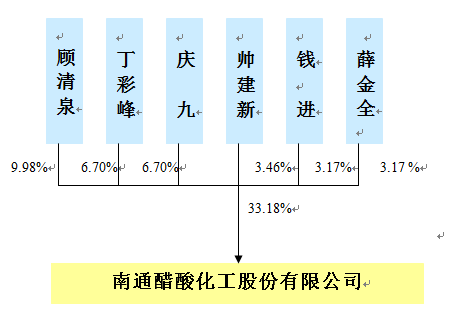 顾清泉
丁彩峰
庆九
帅建新
钱进
薛金全
9.98% 6.70% 6.70% 3.46% 3.17% 3.17 %
33.18%
南通醋酸化工股份有限公司